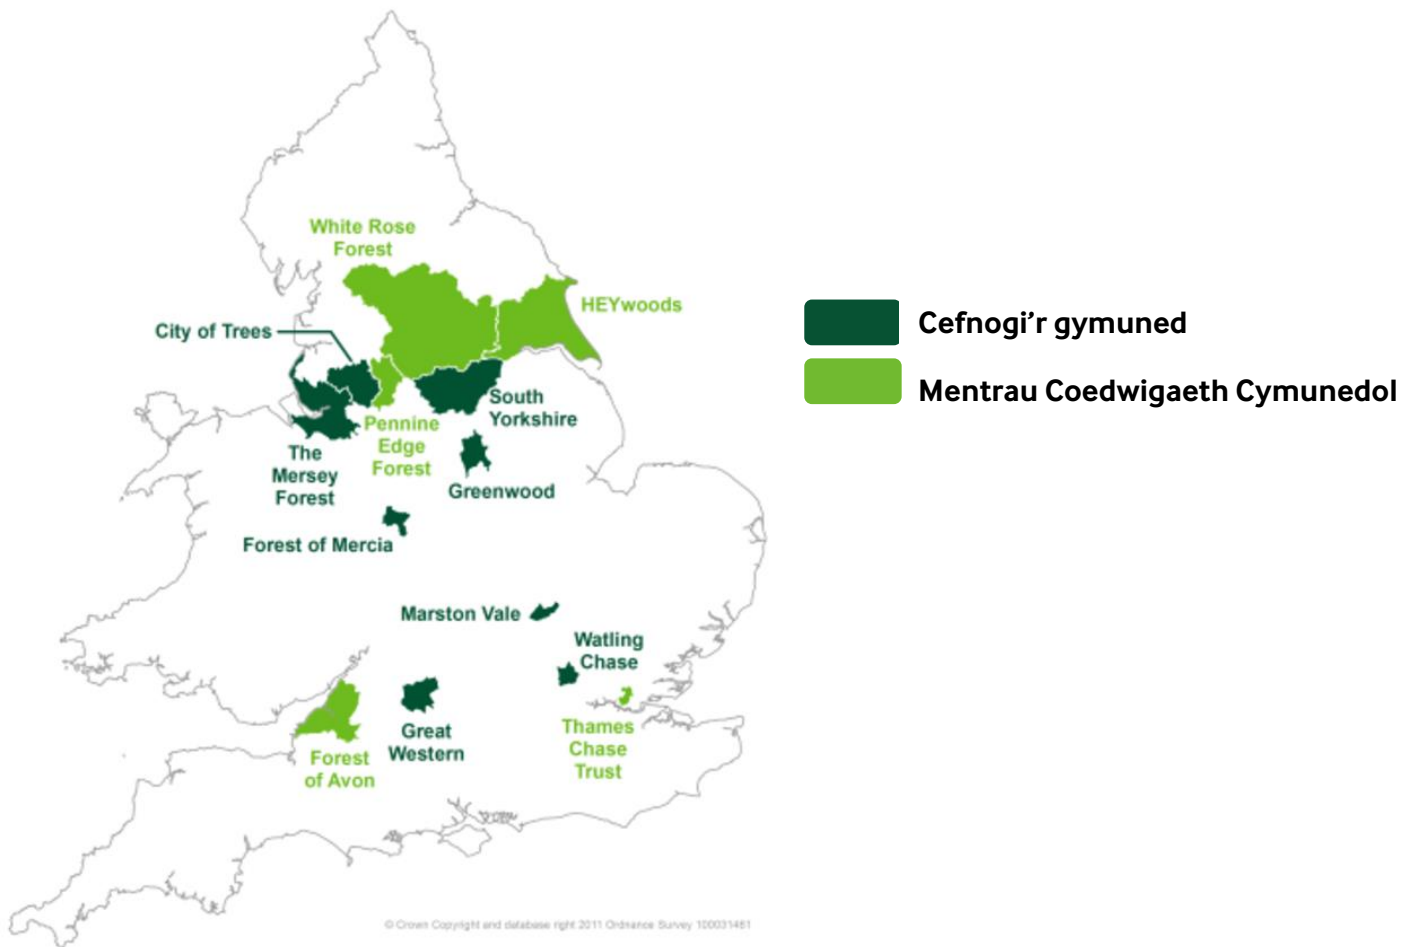 White Rose
Forest
HEYwoods
City of Trees
South
Yorkshire
Pennine
Edge
Forest
The
Mersey
Forest
Greenwood
Forest of Mercia
Marston Vale
Watling
Chase
Great
Western
Thames
Chase
Trust
Forest
of Avon
© Crown Copyright and database right 2011 Ordnance Survey 100031461
Cefnogi’r gymuned
Mentrau Coedwigaeth Cymunedol